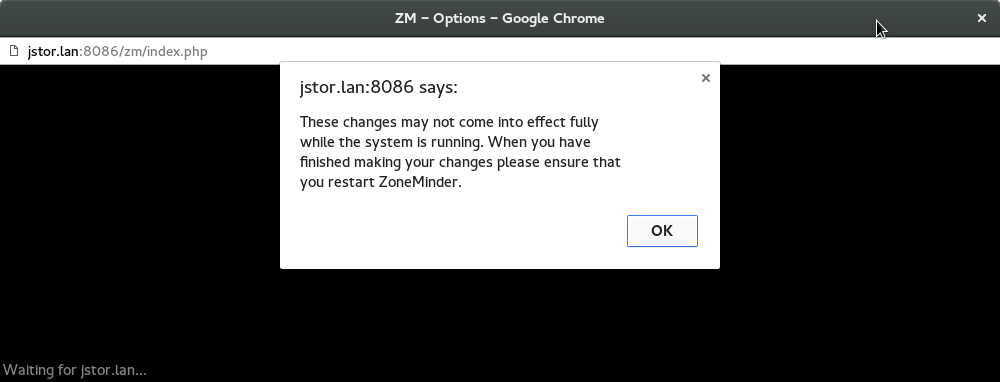 ZM – Options – Google Chrome
jstor.lan:8086/zm/index.php
jstor.lan:8086 says:
These changes may not come into effect fully
while the system is running. When you have
finished making your changes please ensure that
you restart ZoneMinder.
OK
Waiting for jstor.lan...